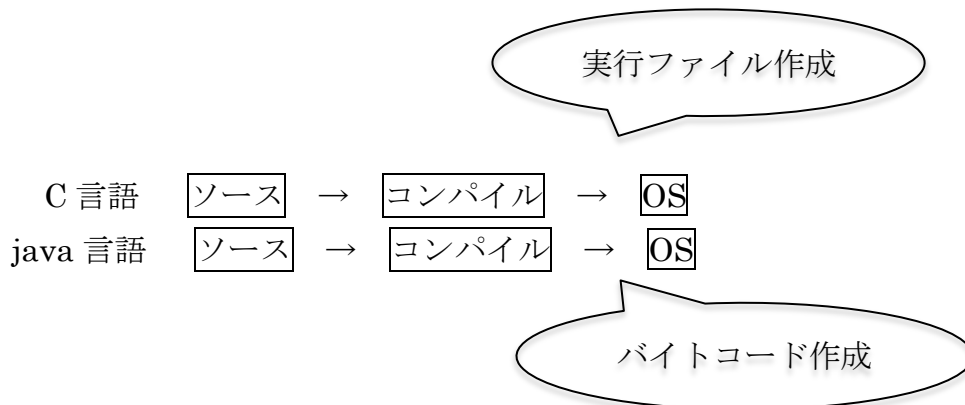 実行ファイル作成
C 言語 ソース → コンパイル → OS
java 言語 ソース → コンパイル → OS
バイトコード作成